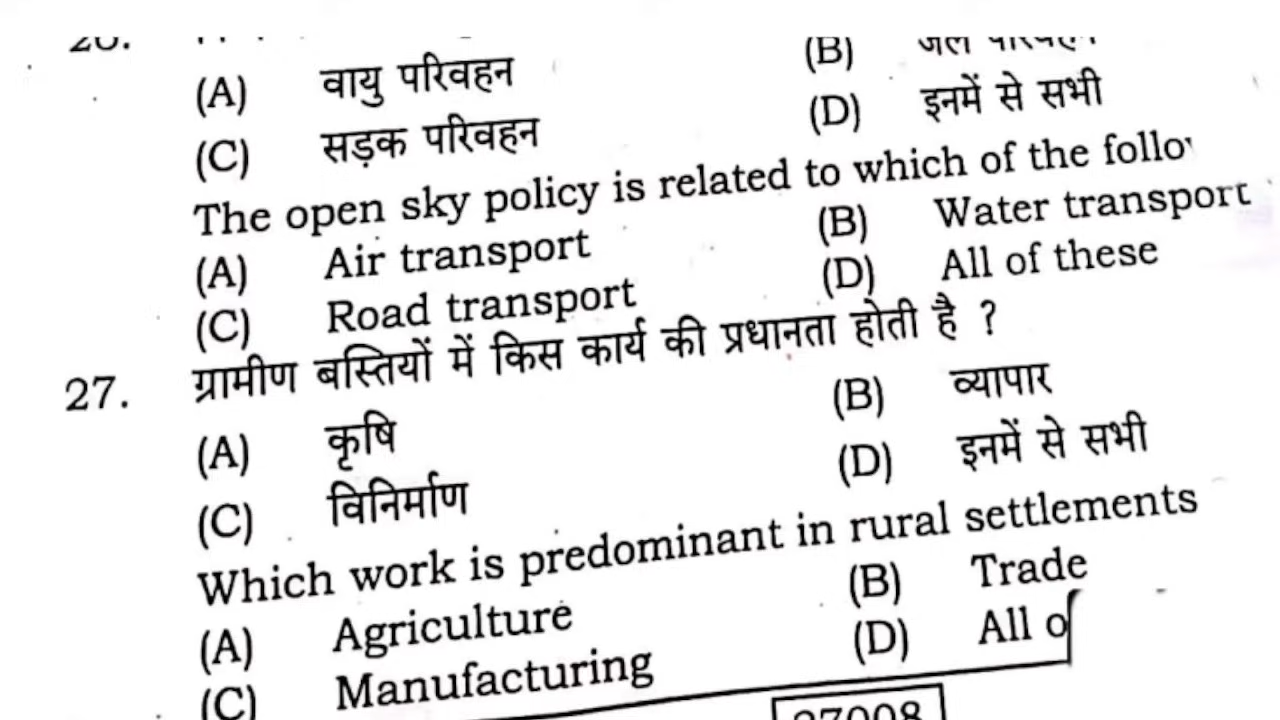 (A) वायु परिवहन (B)
(C) सड़क परिवहन (D) इनमें से सभी
The open sky policy is related to which of the
(A) Air transport (B) Water transport
(C) Road transport (D) All of these
27. ग्रामीण बस्तियों में किस कार्य की प्रधानता होती है ?
(A) कृषि (B) व्यापार
(C) विनिर्माण (D) इनमें से सभी
Which work is predominant in rural settlements
(A) Agriculture (B) Trade
(C) Manufacturing (D) All